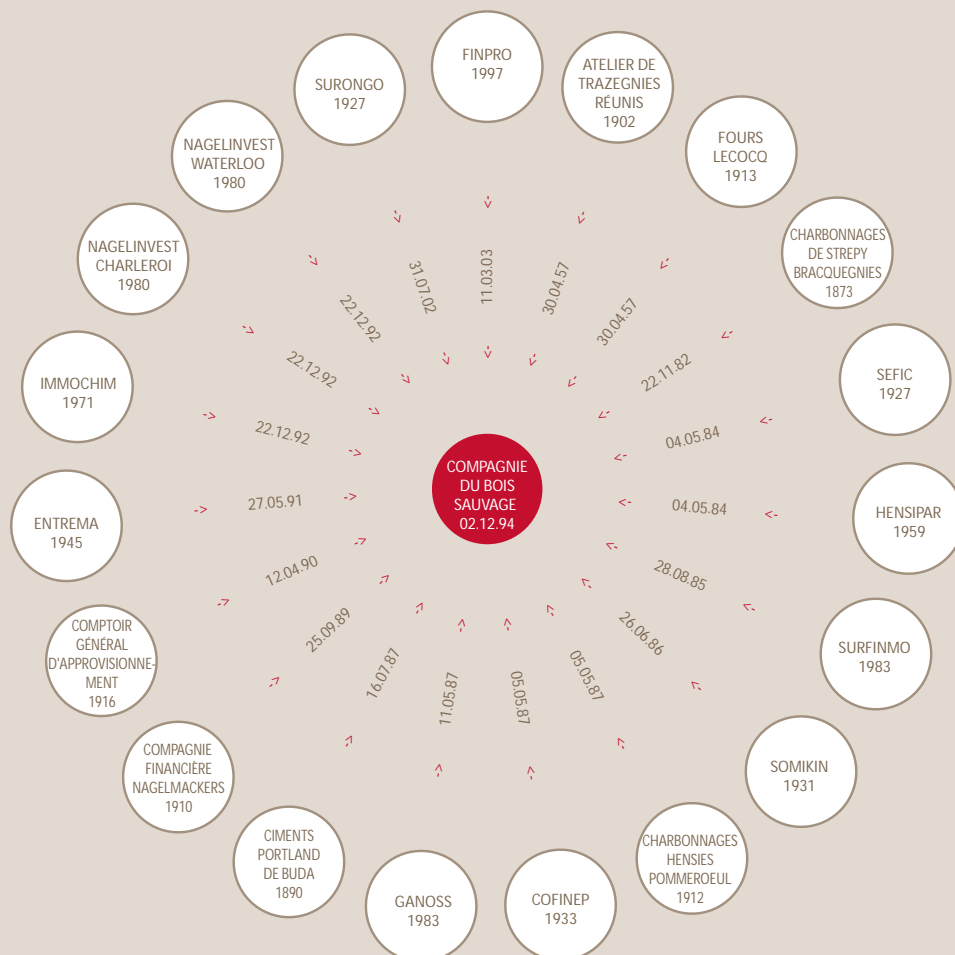 FINPRO
1997
ATELIER DE
TRAZEGNIES
RÉUNIS
1902
FOURS
LECOCQ
1913
CHARBONNAGES
DE STREPY
BRACQUEGNIES
1873
SEFIC
1927
HENSIPAR
1959
SURFINMO
1983
SOMIKIN
1931
CHARBONNAGES
HENSIES
POMMEROEUL
1912
COFINEP
1933
GANOSS
1983
CIMENTS
PORTLAND
DE BUDA
1890
COMPAGNIE
FINANCIÈRE
NAGELMACKERS
1910
COMPTOIR
GÉNÉRAL
D'APPROVISIONNE-
MENT
1916
ENTREMA
1945
IMMOCHIM
1971
NAGELINVEST
CHARLEROI
1980
NAGELINVEST
WATERLOO
1980
SURONGO
1927
11.03.03
30.04.57
30.04.57
22.11.82
04.05.84
04.05.84
28.08.85
26.06.86
05.05.87
05.05.87
11.05.87
16.07.87
25.09.89
12.04.90
27.05.91
22.12.92
22.12.92
22.12.92
31.07.02
COMPAGNIE
DU BOIS
SAUVAGE
02.12.94